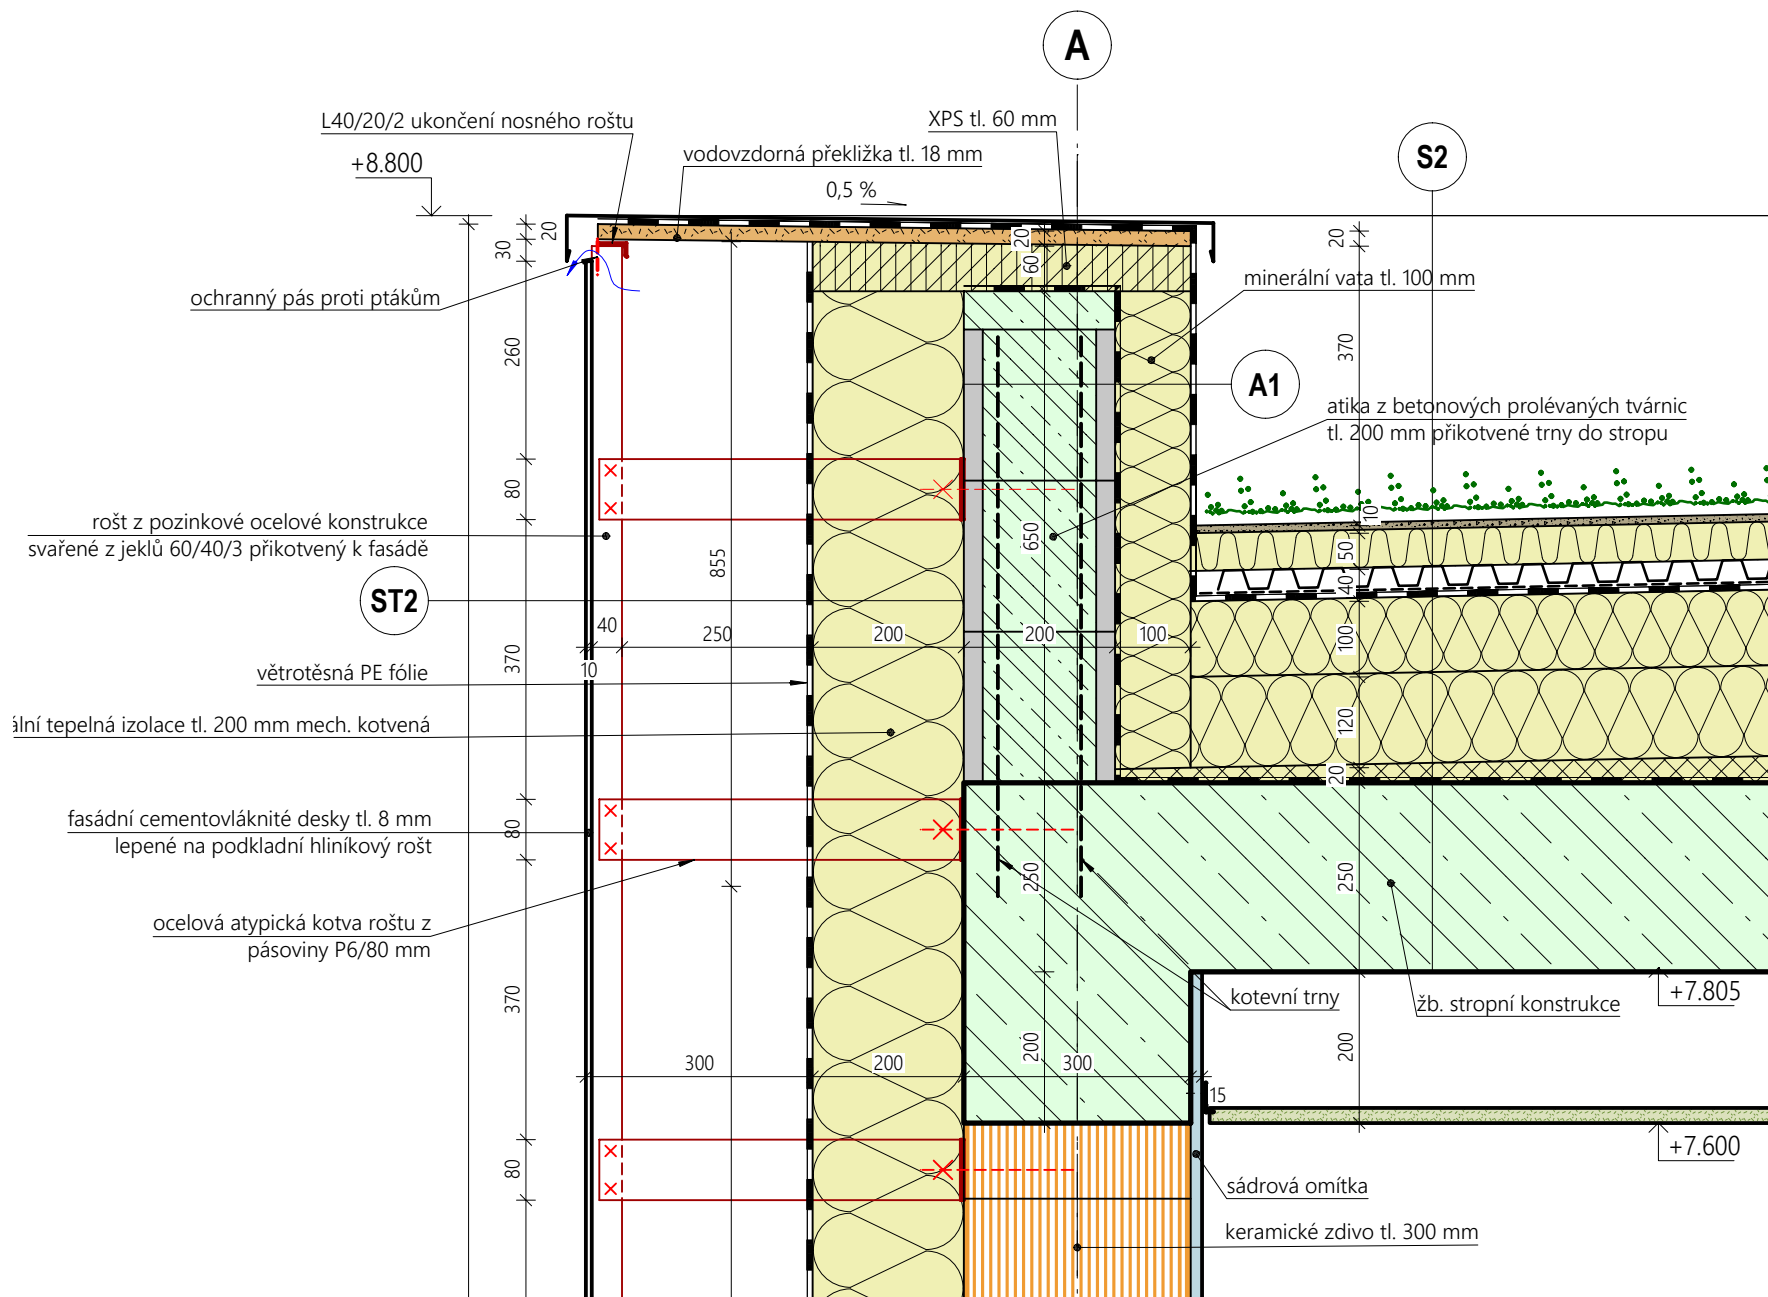 A
L40/20/2 ukončení nosného roštu
XPS tl. 60 mm
vodovzdorná překližka tl. 18 mm
S2
+8.800
0,5 %
20
30
20
60
20
ochranný pás proti ptákům
minerální vata tl. 100 mm
260
370
A1
atika z betonových prolévaných tvárnic
tl. 200 mm přikotvené trny do stropu
80
10
rošt z pozinkové ocelové konstrukce
svařené z jeklů 60/40/3 přikotvený k fasádě
855
650
50
40
ST2
40
250
200
200
100
100
10
370
větrotěsná PE fólie
ální tepelná izolace tl. 200 mm mech. kotvená
120
20
fasádní cementovláknité desky tl. 8 mm
lepené na podkladní hliníkový rošt
80
250
250
ocelová atypická kotva roštu z
pásoviny P6/80 mm
370
kotevní trny
žb. stropní konstrukce
+7.805
200
200
300
200
300
15
+7.600
80
sádrová omítka
keramické zdivo tl. 300 mm